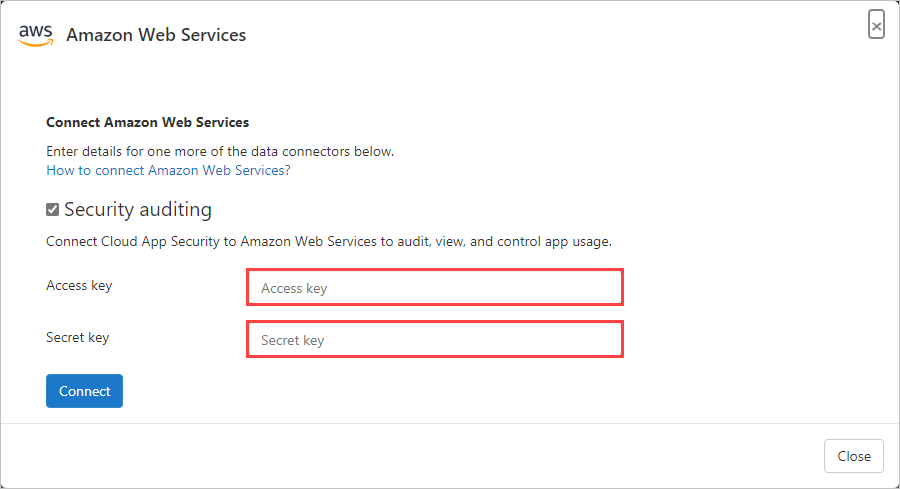 aws Amazon Web Services
×
Connect Amazon Web Services
Enter details for one more of the data connectors below.
How to connect Amazon Web Services?
Security auditing
Connect Cloud App Security to Amazon Web Services to audit, view, and control app usage.
Access key Access key
Secret key Secret key
Connect
Close